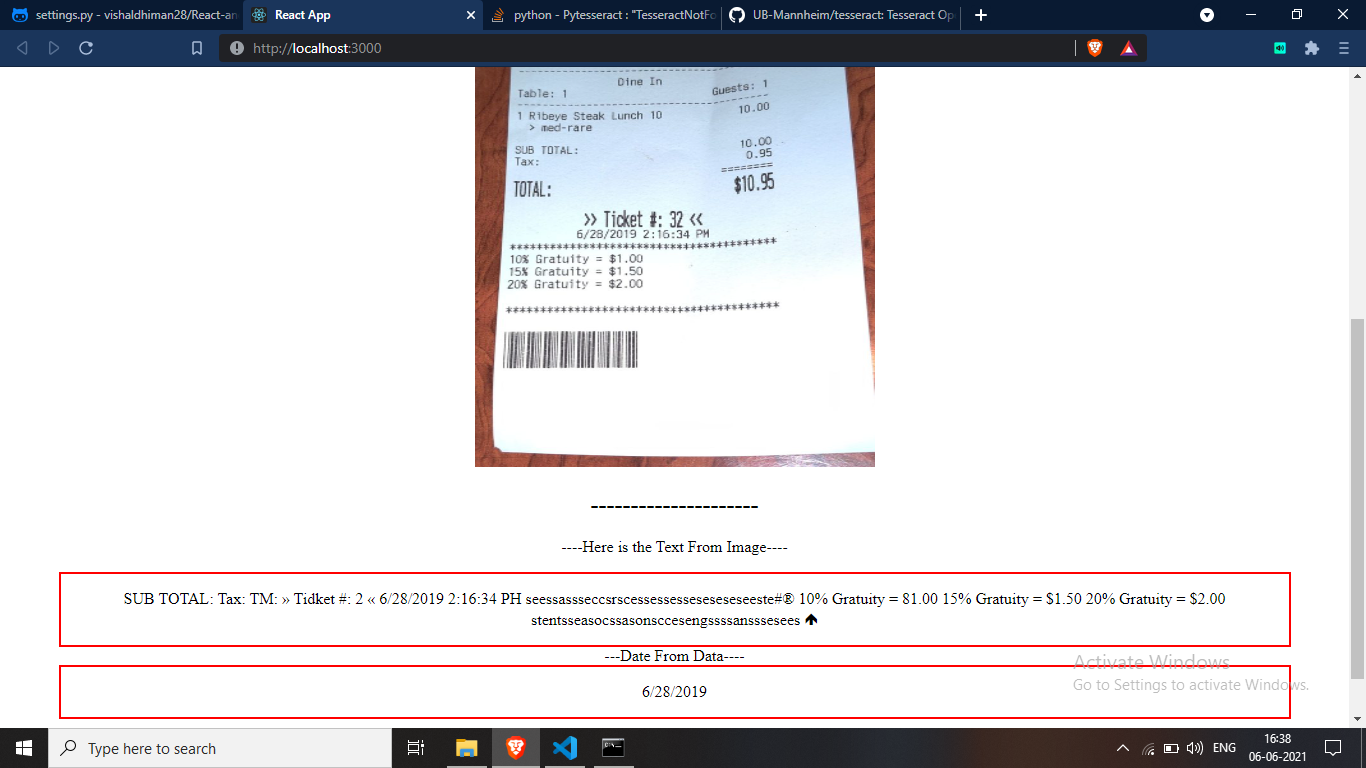 settings.py - vishaldhiman28/React-an
React App
python - Pytesseract : "TesseractNotFo
UB-Mannheim/tesseract: Tesseract Op
http://localhost:3000
Dine In
Table: 1 Guests: 1
1 Ribeye Steak Lunch 10 10.00
> med-rare
SUB TOTAL: 10.00
Tax: 0.95
========
TOTAL: $10.95
>> Ticket #: 32 <<
6/28/2019 2:16:34 PM
*****************************************
10% Gratuity = $1.00
15% Gratuity = $1.50
20% Gratuity = $2.00
*****************************************
---------------------
----Here is the Text From Image----
SUB TOTAL: Tax: TM: » Tidket #: 2 « 6/28/2019 2:16:34 PH seessassseccsrscessessesseseseseseeste#® 10% Gratuity = 81.00 15% Gratuity = $1.50 20% Gratuity = $2.00
stentsseasocssasonsccesengssssanssseseesees 🡹
---Date From Data----
6/28/2019
Activate Windows
Go to Settings to activate Windows.
Type here to search
ENG
16:38
06-06-2021